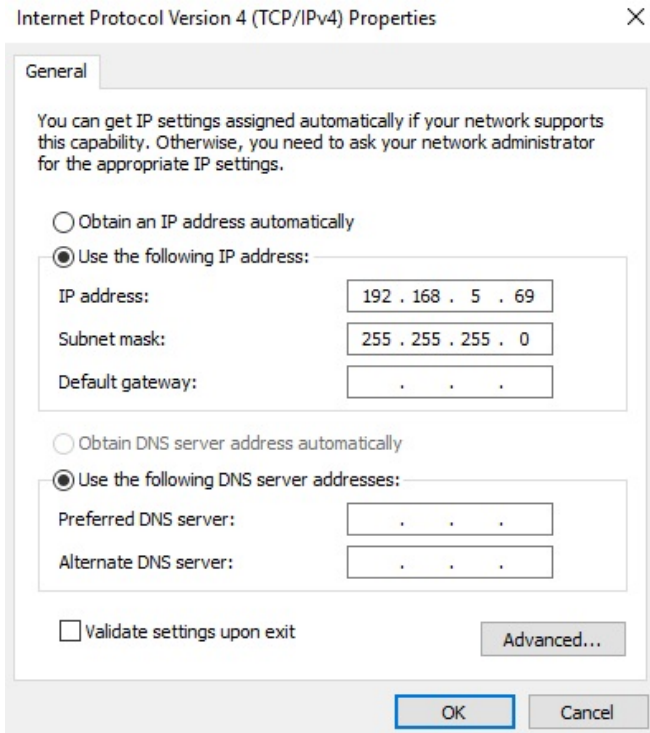 Internet Protocol Version 4 (TCP/IPv4) Properties
General
You can get IP settings assigned automatically if your network supports
this capability. Otherwise, you need to ask your network administrator
for the appropriate IP settings.
Obtain an IP address automatically
Use the following IP address:
IP address: 192 . 168 . 5 . 69
Subnet mask: 255 . 255 . 255 . 0
Default gateway: . . .
Obtain DNS server address automatically
Use the following DNS server addresses:
Preferred DNS server: . . .
Alternate DNS server: . . .
Validate settings upon exit
Advanced...
OK Cancel